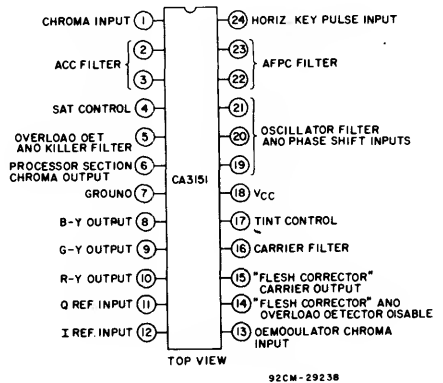 CHROMA INPUT 1
ACC FILTER 2
3
SAT CONTROL 4
OVERLOAO OET
ANO KILLER FILTER 5
PROCESSOR SECTION
CHROMA OUTPUT 6
GROUND 7
B-Y OUTPUT 8
G-Y OUTPUT 9
R-Y OUTPUT 10
Q REF. INPUT 11
I REF. INPUT 12
CA3151
24 HORIZ. KEY PULSE INPUT
23 AFPC FILTER
22
21
20 OSCILLATOR FILTER
ANO PHASE SHIFT INPUTS
19
18 VCC
17 TINT CONTROL
16 CARRIER FILTER
15 "FLESH CORRECTOR"
CARRIER OUTPUT
14 "FLESH CORRECTOR" ANO
OVERLOAO DETECTOR OISABLE
13 OEMOOULATOR CHROMA
INPUT
TOP VIEW
92CM-29238